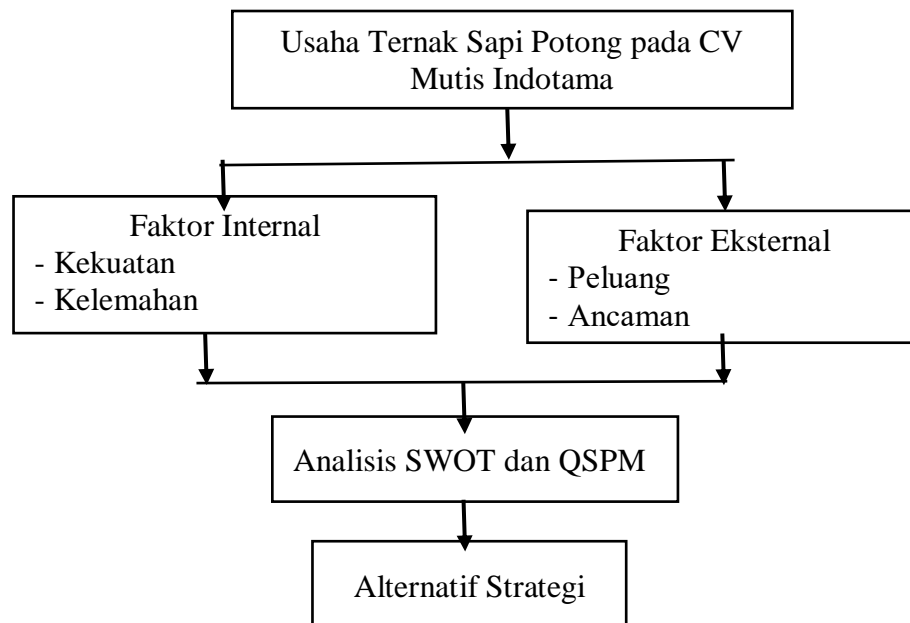 Usaha Ternak Sapi Potong pada CV
Mutis Indotama
Faktor Internal
- Kekuatan
- Kelemahan
Faktor Eksternal
- Peluang
- Ancaman
Analisis SWOT dan QSPM
Alternatif Strategi